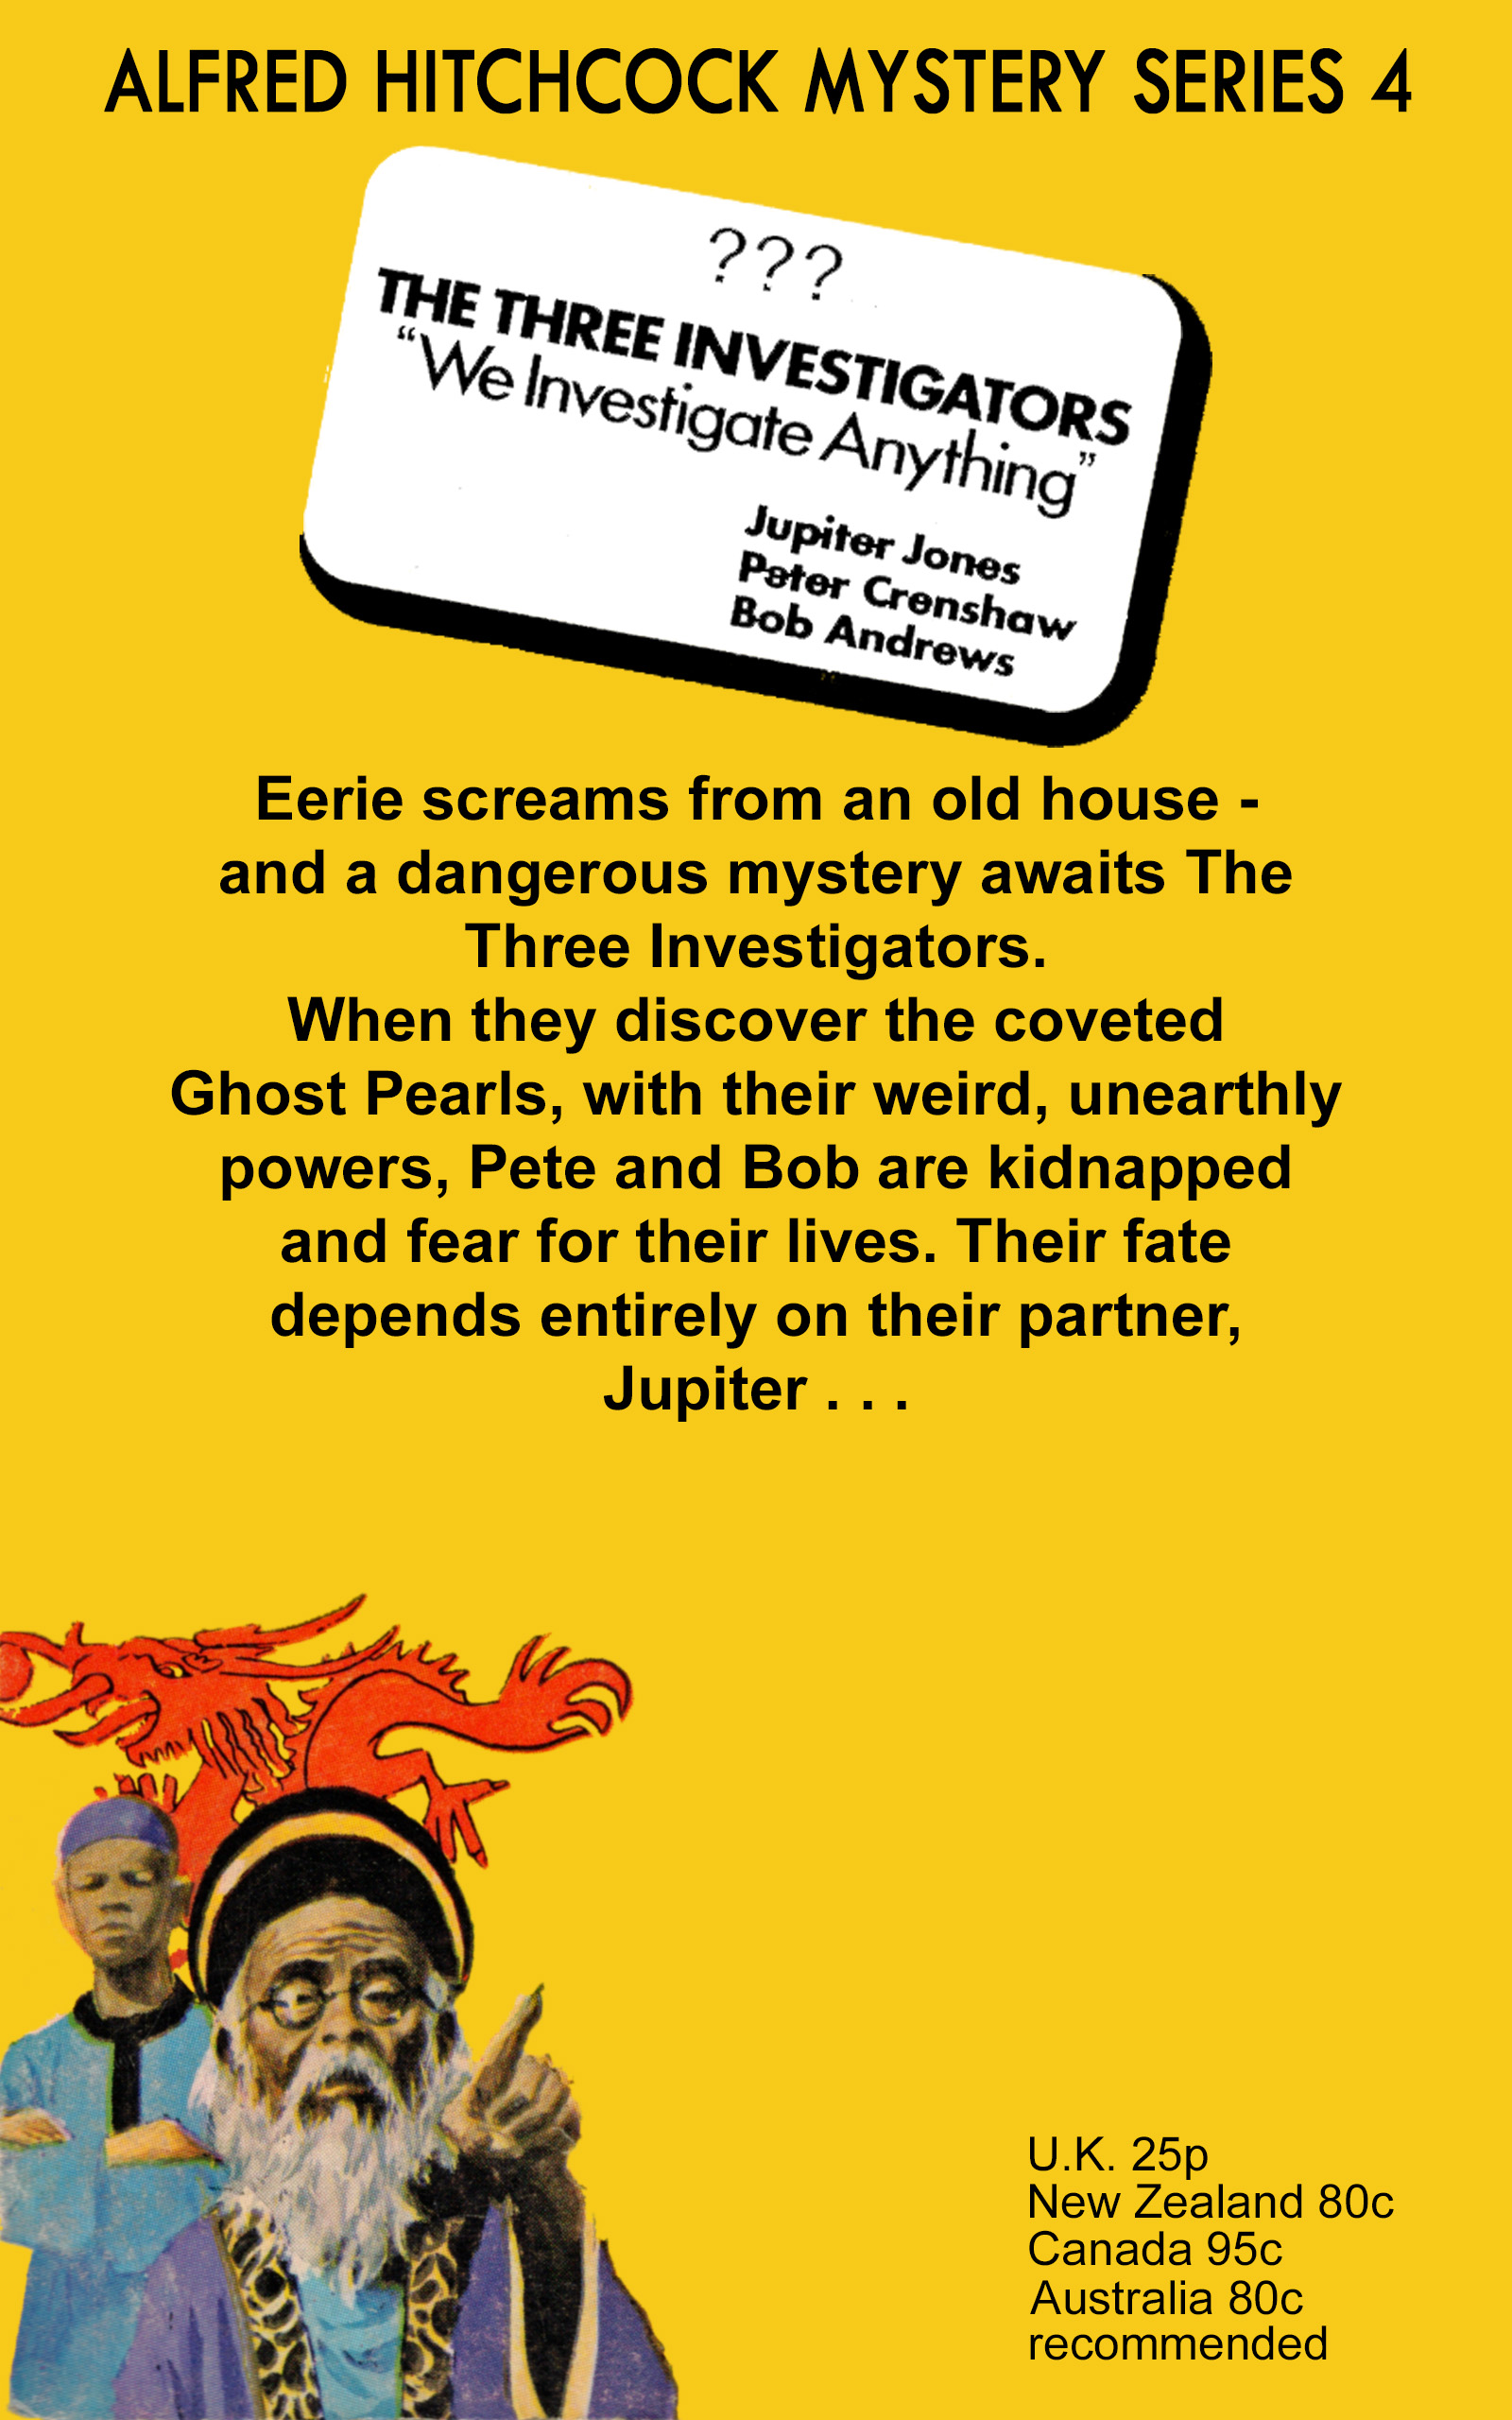 ALFRED HITCHCOCK MYSTERY SERIES 4
???
THE THREE INVESTIGATORS
“We Investigate Anything”
Jupiter Jones
Peter Crenshaw
Bob Andrews
Eerie screams from an old house -
and a dangerous mystery awaits The
Three Investigators.
When they discover the coveted
Ghost Pearls, with their weird, unearthly
powers, Pete and Bob are kidnapped
and fear for their lives. Their fate
depends entirely on their partner,
Jupiter . . .
U.K. 25p
New Zealand 80c
Canada 95c
Australia 80c
recommended